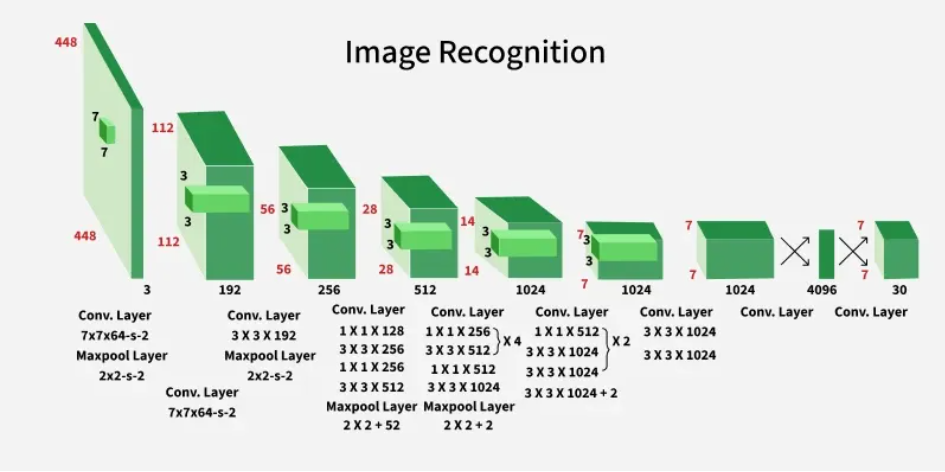 Image Recognition
448
7
7
448
3
112
3
3
112
192
56
3
3
56
256
28
3
3
28
512
14
3
3
14
1024
7
3
3
7
1024
7
7
1024
4096
7
7
30
Conv. Layer
7x7x64-s-2
Maxpool Layer
2x2-s-2
Conv. Layer
7x7x64-s-2
Conv. Layer
3 X 3 X 192
Maxpool Layer
2x2-s-2
Conv. Layer
1 X 1 X 128
3 X 3 X 256
1 X 1 X 256
3 X 3 X 512
Maxpool Layer
2 X 2 + 52
Conv. Layer
1 X 1 X 256
3 X 3 X 512
X 4
1 X 1 X 512
3 X 3 X 1024
Maxpool Layer
2 X 2 + 2
Conv. Layer
1 X 1 X 512
3 X 3 X 1024
3 X 3 X 1024
X 2
3 X 3 X 1024 + 2
Conv. Layer
3 X 3 X 1024
3 X 3 X 1024
Conv. Layer
Conv. Layer